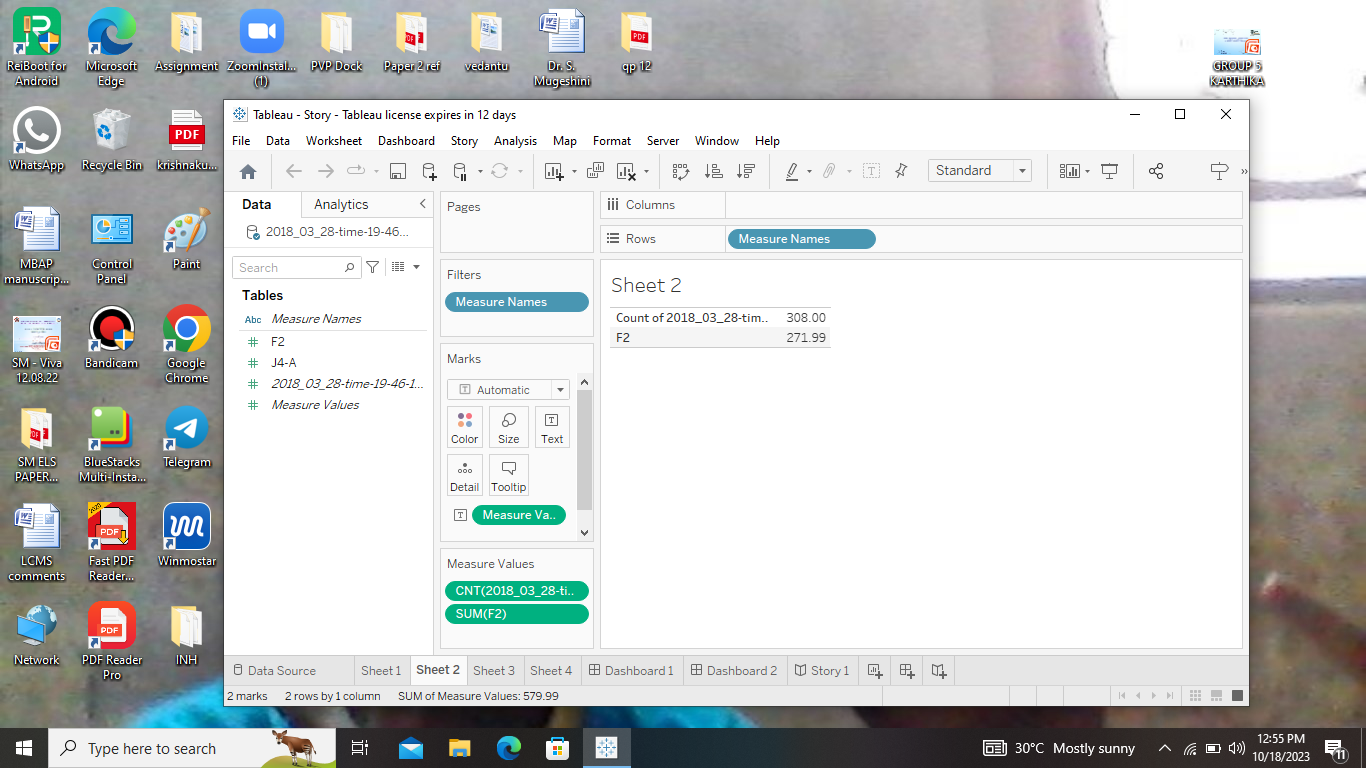 ReiBoot for
Android
Microsoft
Edge
Assignment
ZoomInstal...
(1)
PVP Dock
Paper 2 ref
vedantu
Dr. S.
Mugeshini
qp 12
GROUP 5
KARTHIKA
WhatsApp
Recycle Bin
krishnaku...
MBAP
manuscrip...
Control
Panel
Paint
SM - Viva
12.08.22
Bandicam
Google
Chrome
SM ELS
PAPER...
BlueStacks
Multi-Insta...
Telegram
LCMS
comments
Fast PDF
Reader...
Winmostar
Network
PDF Reader
Pro
INH
Tableau - Story - Tableau license expires in 12 days
File Data Worksheet Dashboard Story Analysis Map Format Server Window Help
Standard
Data Analytics
2018_03_28-time-19-46...
Search
Tables
Abc Measure Names
F2
J4-A
2018_03_28-time-19-46-1...
Measure Values
Pages
Filters
Measure Names
Marks
Automatic
Color Size Text
Detail Tooltip
Measure Va..
Measure Values
CNT(2018_03_28-ti..
SUM(F2)
Columns
Rows Measure Names
Sheet 2
Count of 2018_03_28-tim.. 308.00
F2 271.99
Data Source Sheet 1 Sheet 2 Sheet 3 Sheet 4 Dashboard 1 Dashboard 2 Story 1
2 marks 2 rows by 1 column SUM of Measure Values: 579.99
Type here to search
30°C Mostly sunny
12:55 PM
10/18/2023
11